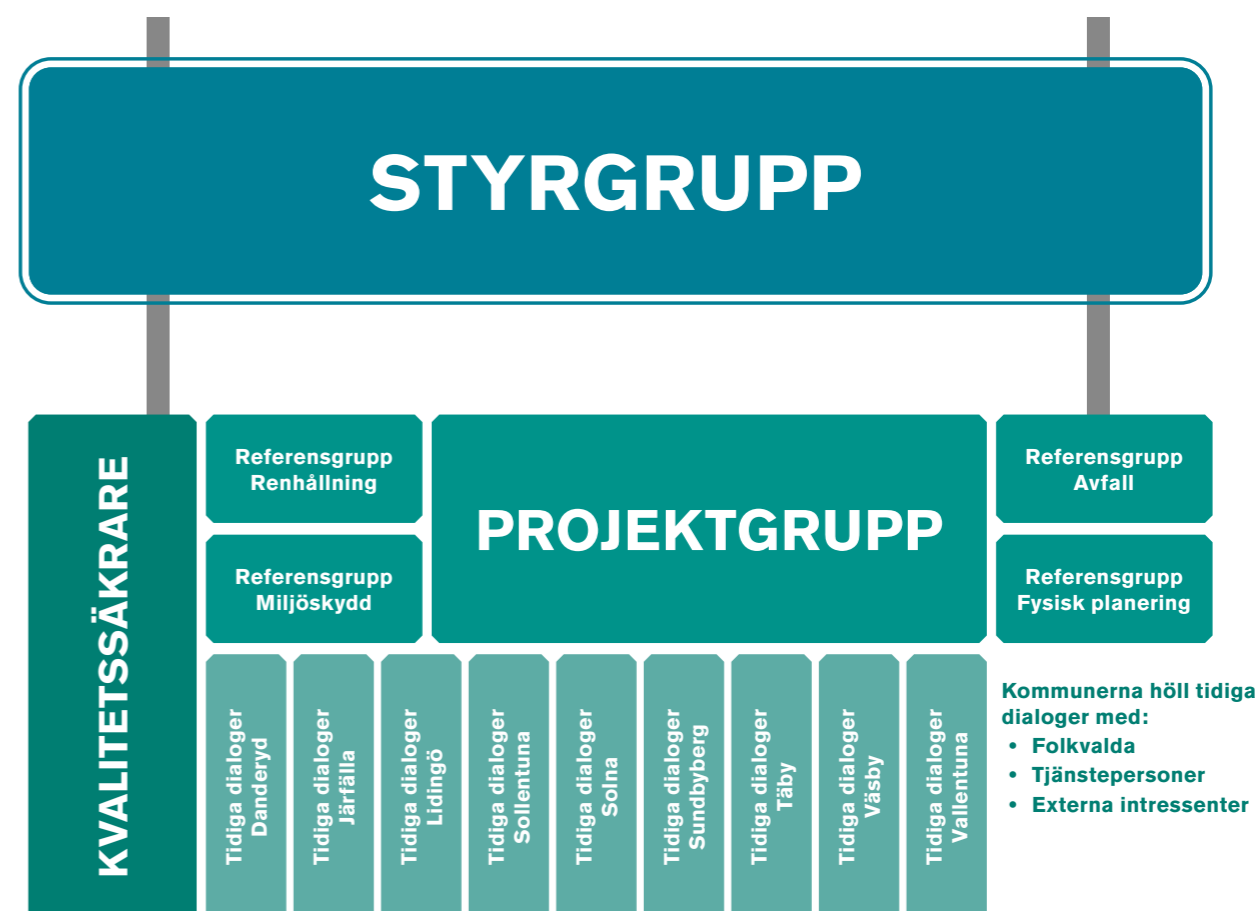 STYRGRUPP
KVALITETSSÄKRARE
Referensgrupp
Renhållning
Referensgrupp
Miljöskydd
PROJEKTGRUPP
Referensgrupp
Avfall
Referensgrupp
Fysisk planering
Tidiga dialoger
Danderyd
Tidiga dialoger
Järfälla
Tidiga dialoger
Lidingö
Tidiga dialoger
Sollentuna
Tidiga dialoger
Solna
Tidiga dialoger
Sundbyberg
Tidiga dialoger
Täby
Tidiga dialoger
Väsby
Tidiga dialoger
Vallentuna
Kommunerna höll tidiga
dialoger med:
• Folkvalda
• Tjänstepersoner
• Externa intressenter